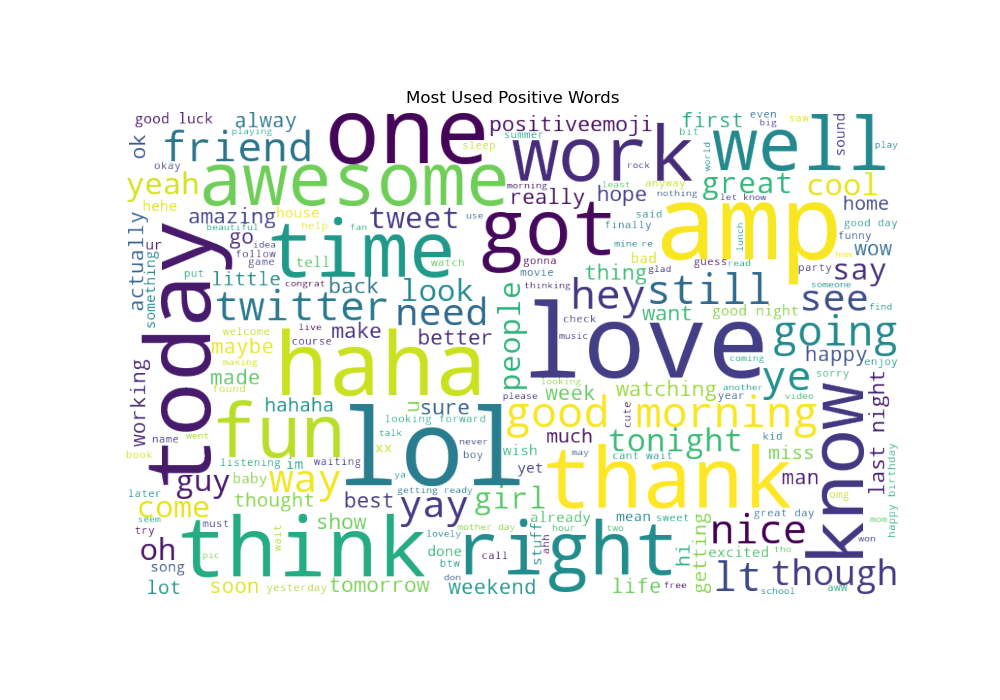 Most Used Positive Words
good luck
alway
one
positiveemoji
first
even
big
saw
well
sound
play
ok
playing
friend
summer
sleep
work
bit
world
okay
awesome
rock
yeah
morning
really
hope
least
anyway
nothing
let know
great
cool
home
hehe
amazing
house
tweet
use
got
said
finally
amp
good day
funny
actually
beautiful
help
fan
go
idea
time
mine
re
bad
lunch
wow
ur
follow
game
tell
watch
gonna
thing
glad
guess
read
hmm
party
say
something
put
little
congrat
back
look
movie
thinking
hey
still
someone
see
find
today
twitter
need
people
love
check
want
good night
going
welcome
live
make
better
music
maybe
course
coming
happy
enjoy
making
haha
looking
ye
sorry
working
made
found
please
week
watching
another
year
video
know
last night
hahaha
u
sure
good morning
cute
fun
looking forward
lol
much
tonight
kid
name
went
talk
xx
never
boy
wish
may
cant wait
miss
book
listening
im
waiting
ya
yet
thank
man
omg
guy
baby
way
getting ready
later
come
thought
best
yay
girl
already
mean
sweet
great day
mom
happy birthday
seem
try
must
show
mother day
hour
two
nice
won
oh
think
wait
lovely
right
stuff
ahh
hi
getting
excited
tho
though
song
pic
done
btw
call
lot
soon
yesterday
tomorrow
don
weekend
life
free
lt
school
aww